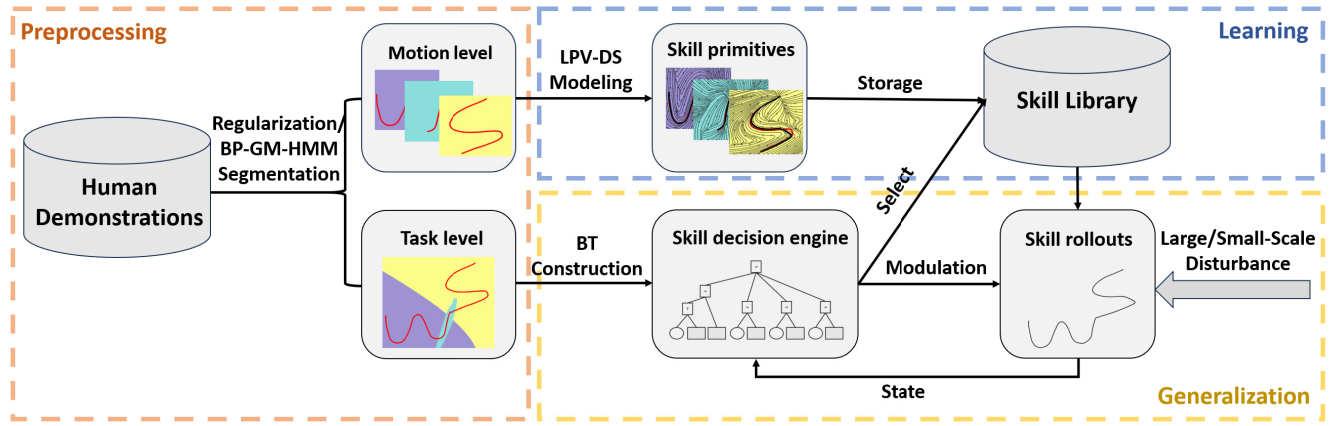 Preprocessing
Human
Demonstrations
Regularization/
BP-GM-HMM
Segmentation
Motion level
Task level
LPV-DS
Modeling
Skill primitives
Storage
Skill Library
Learning
BT
Construction
Skill decision engine
Select
Modulation
Skill rollouts
Large/Small-Scale
Disturbance
State
Generalization